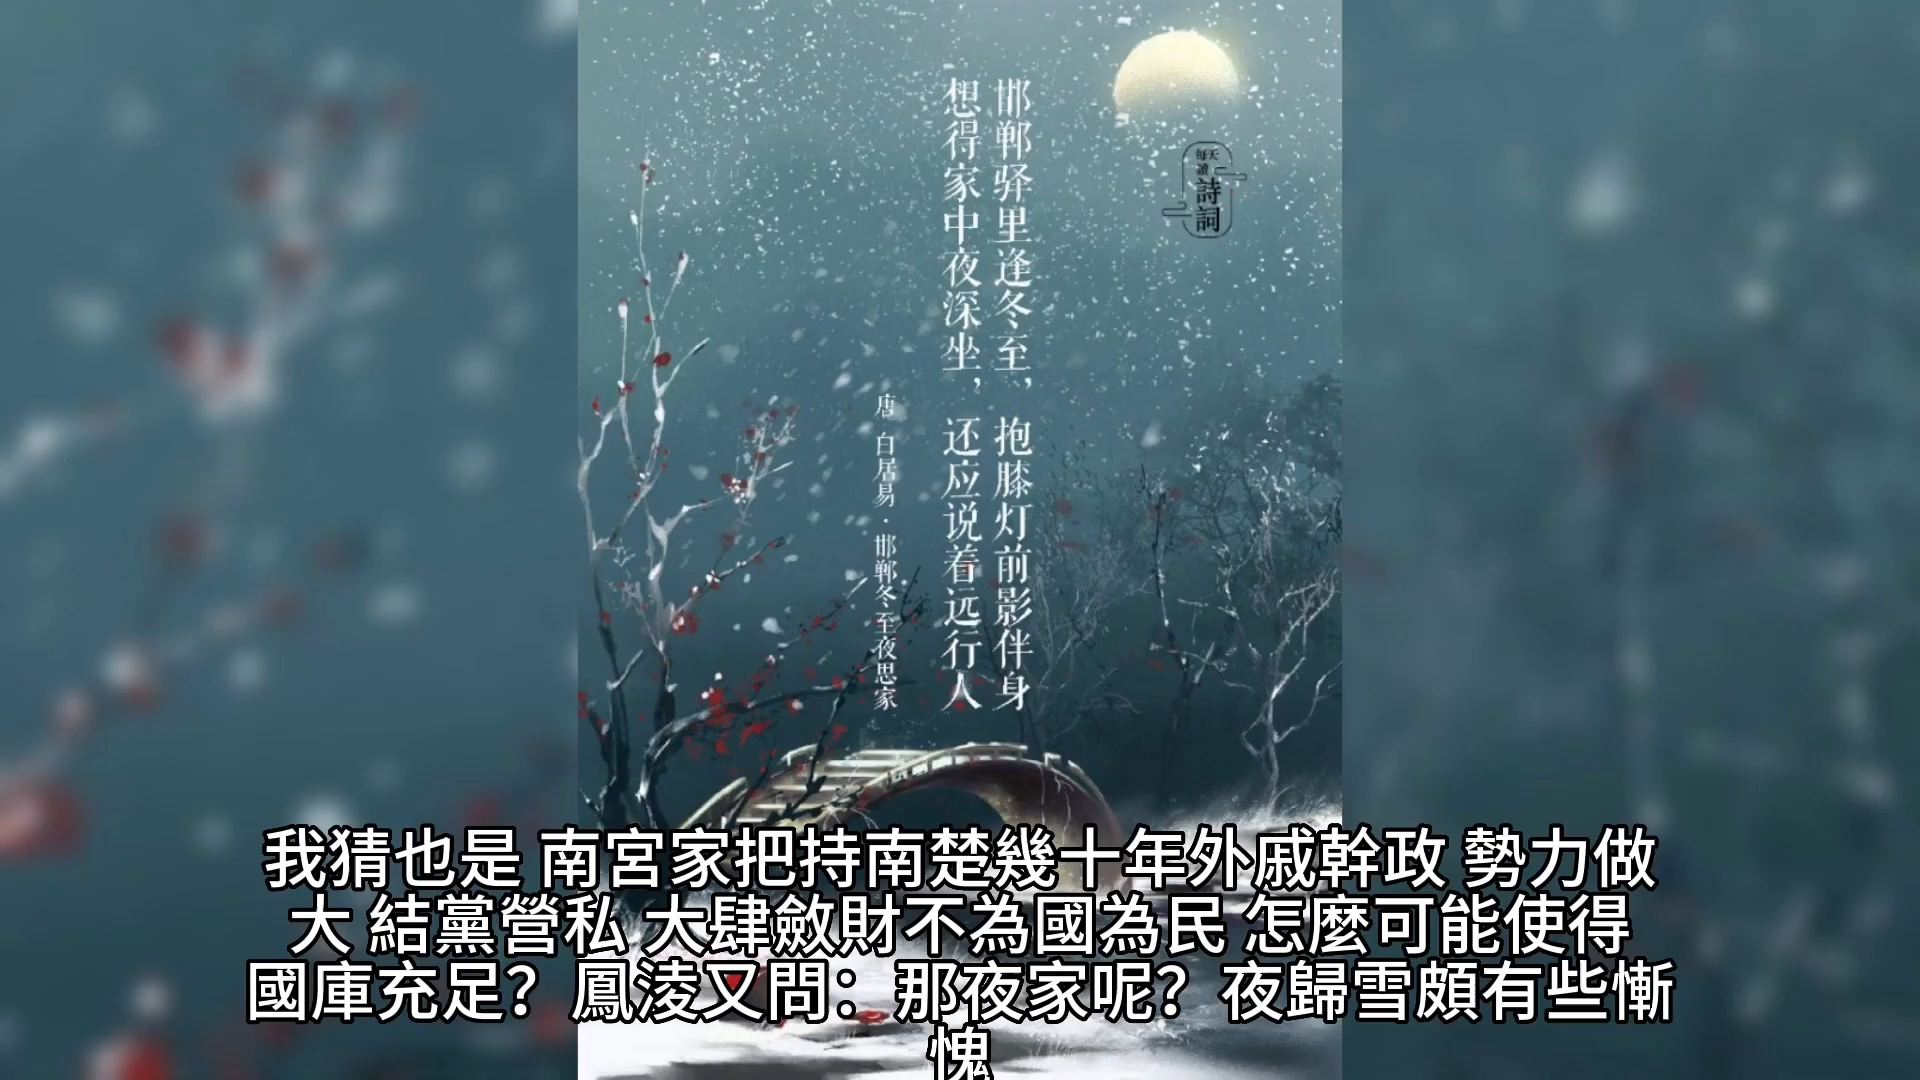 邯郸驿里逢冬至，抱膝灯前影伴身
想得家中夜深坐，还应说着远行人
唐 白居易·邯郸冬至夜思家
每天
讀
詩詞
我猜也是 南宮家把持南楚幾十年外戚幹政 勢力做
大 結黨營私 大肆斂財不為國為民 怎麼可能使得
國庫充足？鳳淩又問：那夜家呢？夜歸雪頗有些慚
愧